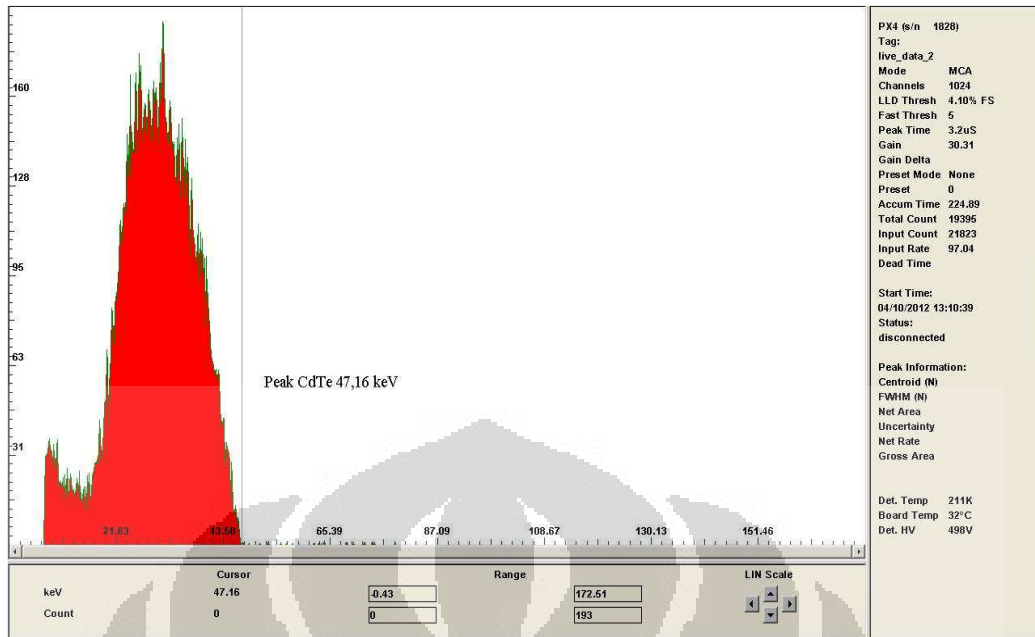 160
128
95
63
31
Peak CdTe 47,16 keV
21.63 43.58 65.39 87.09 108.67 130.13 151.46
Cursor Range LIN Scale
keV 47.16 -0.43 172.51
Count 0 0 193
PX4 (s/n 1828)
Tag:
live_data_2
Mode MCA
Channels 1024
LLD Thresh 4.10% FS
Fast Thresh 5
Peak Time 3.2uS
Gain 30.31
Gain Delta
Preset Mode None
Preset 0
Accum Time 224.89
Total Count 19395
Input Count 21823
Input Rate 97.04
Dead Time
Start Time:
04/10/2012 13:10:39
Status:
disconnected
Peak Information:
Centroid (N)
FWHM (N)
Net Area
Uncertainty
Net Rate
Gross Area
Det. Temp 211K
Board Temp 32°C
Det. HV 498V